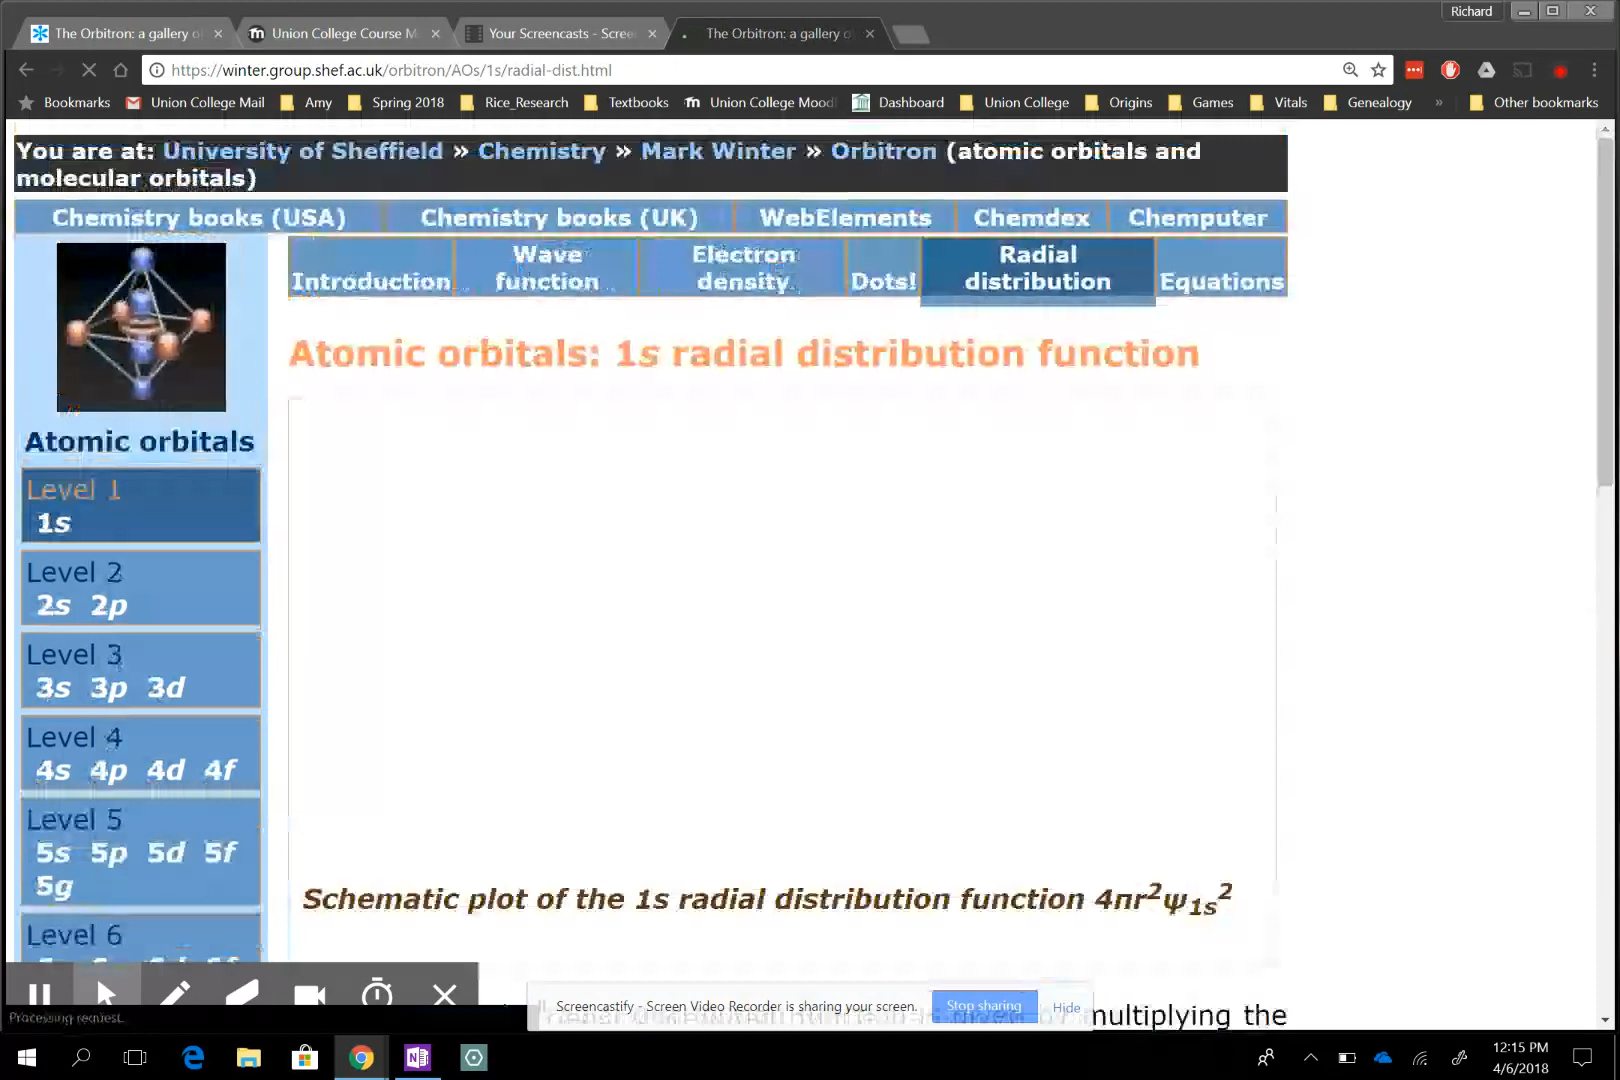 Richard
The Orbitron: a gallery o
Union College Course M
Your Screencasts - Scree
The Orbitron: a gallery o
https://winter.group.shef.ac.uk/orbitron/AOs/1s/radial-dist.html
Bookmarks
Union College Mail
Amy
Spring 2018
Rice_Research
Textbooks
Union College Mood
Dashboard
Union College
Origins
Games
Vitals
Genealogy
»
Other bookmarks
You are at: University of Sheffield » Chemistry » Mark Winter » Orbitron (atomic orbitals and
molecular orbitals)
Chemistry books (USA)
Chemistry books (UK)
WebElements
Chemdex
Chemputer
Introduction
Wave
function
Electron
density
Dots!
Radial
distribution
Equations
Atomic orbitals: 1s radial distribution function
Atomic orbitals
Level 1
1s
Level 2
2s 2p
Level 3
3s 3p 3d
Level 4
4s 4p 4d 4f
Level 5
5s 5p 5d 5f
5g
Level 6
Schematic plot of the 1s radial distribution function 4πr²ψ₁ₛ²
Screencastify - Screen Video Recorder is sharing your screen.
Stop sharing
Hide
multiplying the
Processing request...
12:15 PM
4/6/2018